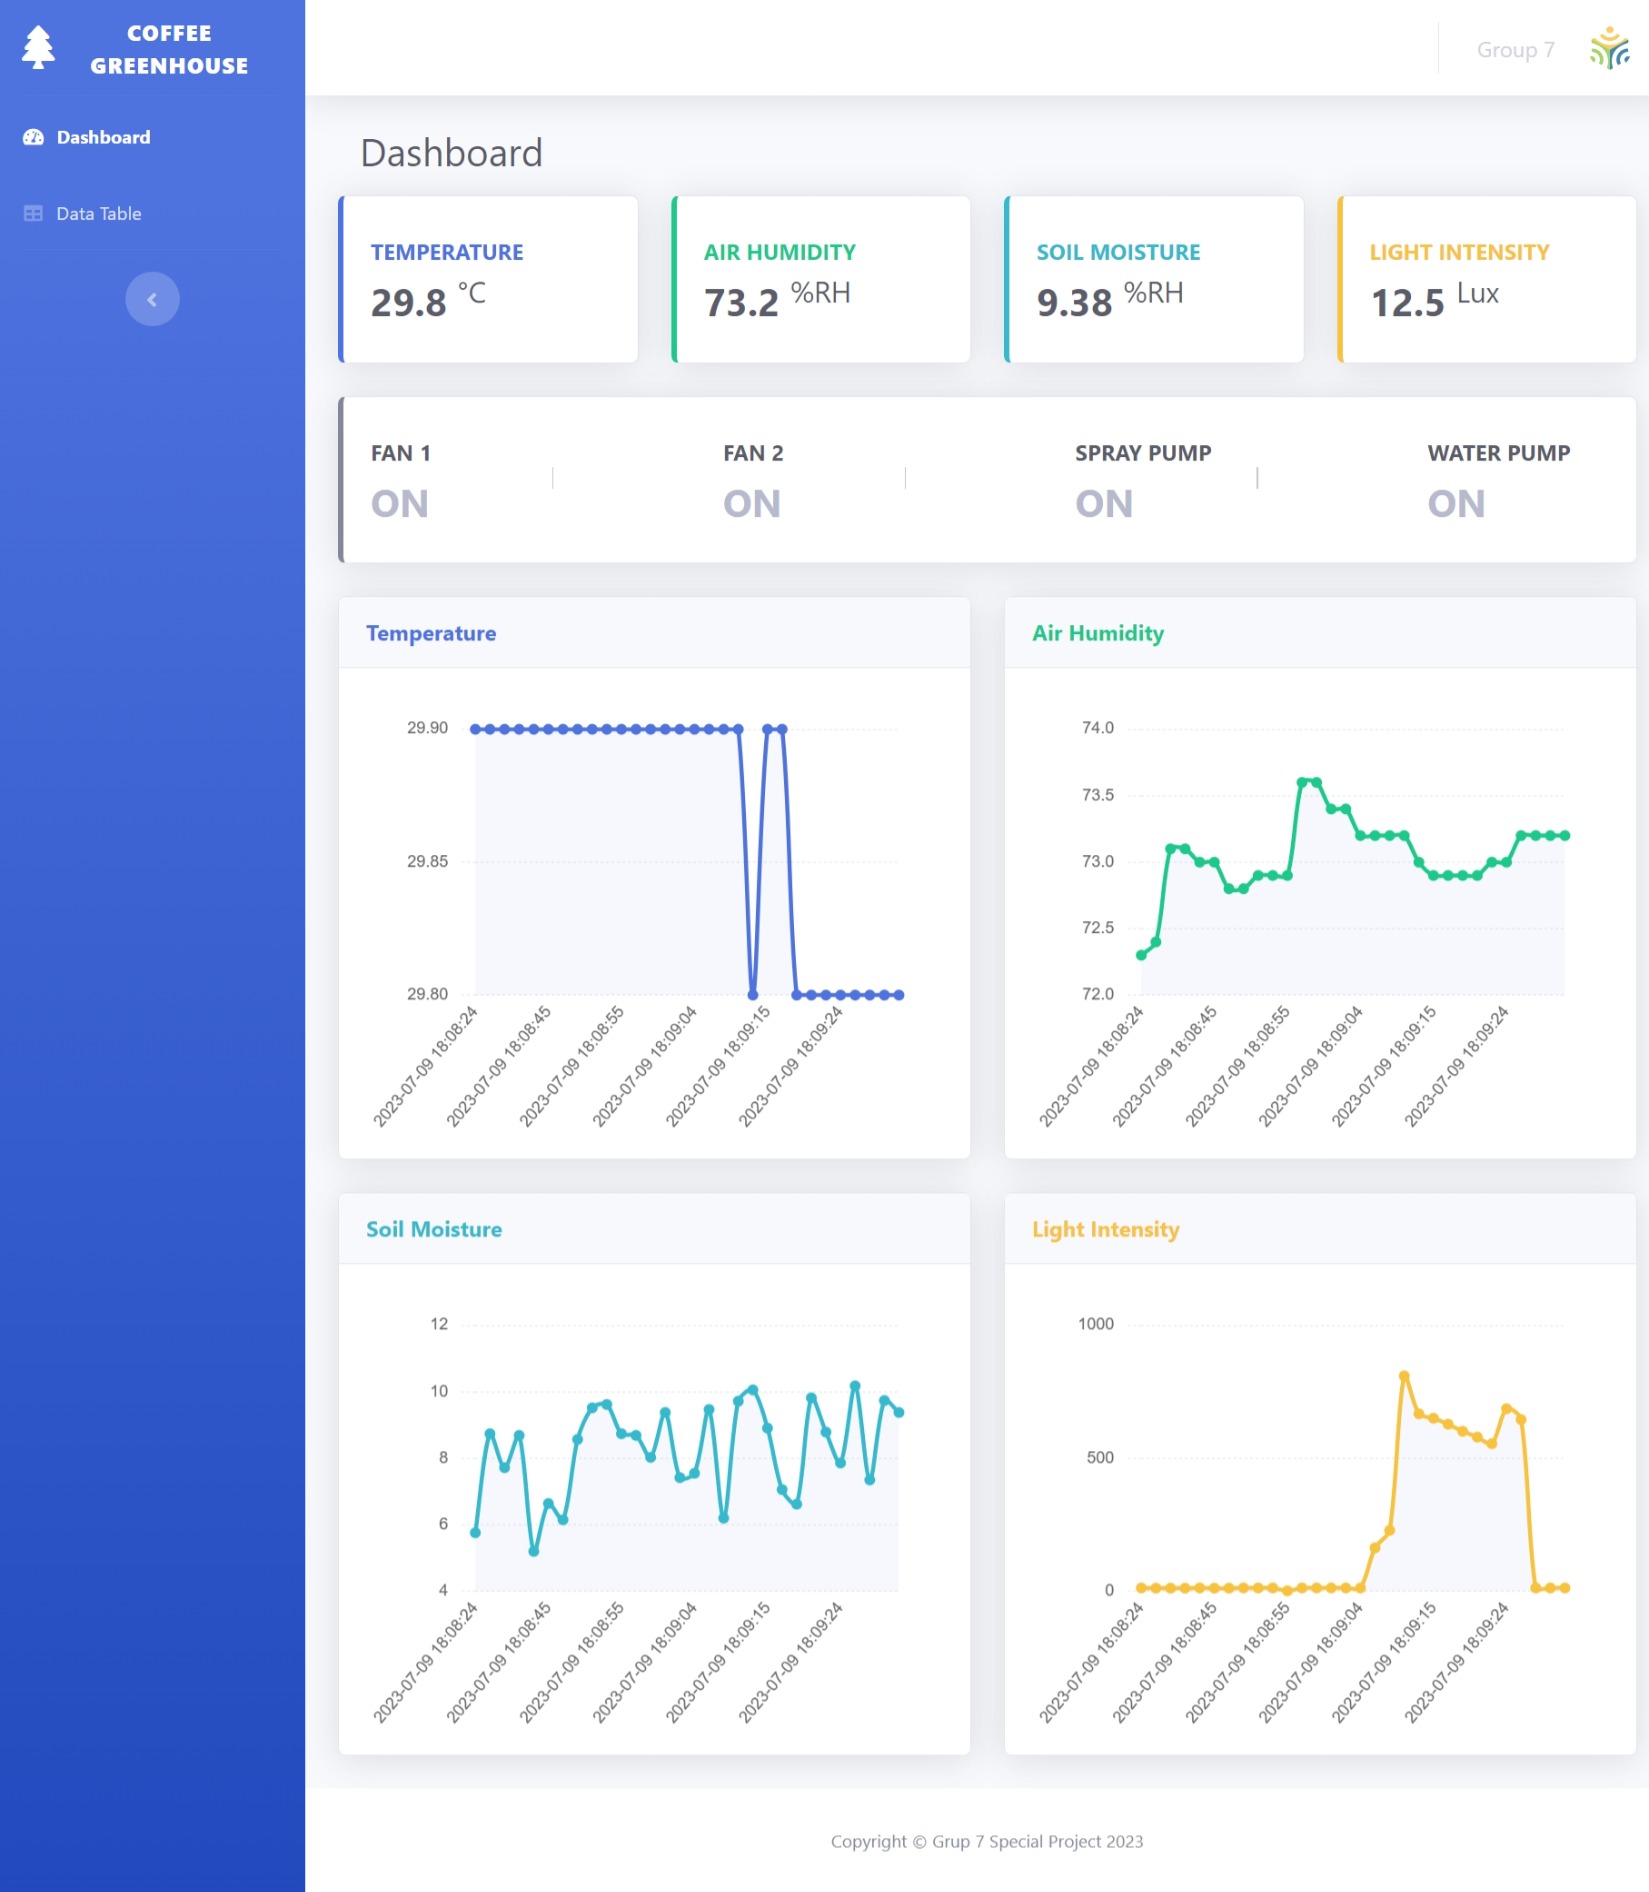 COFFEE
GREENHOUSE
Dashboard
Data Table
Group 7
Dashboard
TEMPERATURE
29.8 °C
AIR HUMIDITY
73.2 %RH
SOIL MOISTURE
9.38 %RH
LIGHT INTENSITY
12.5 Lux
FAN 1
ON
FAN 2
ON
SPRAY PUMP
ON
WATER PUMP
ON
Temperature
29.90
29.85
29.80
2023-07-09 18:08:24
2023-07-09 18:08:45
2023-07-09 18:08:55
2023-07-09 18:09:04
2023-07-09 18:09:15
2023-07-09 18:09:24
Air Humidity
74.0
73.5
73.0
72.5
72.0
2023-07-09 18:08:24
2023-07-09 18:08:45
2023-07-09 18:08:55
2023-07-09 18:09:04
2023-07-09 18:09:15
2023-07-09 18:09:24
Soil Moisture
12
10
8
6
4
2023-07-09 18:08:24
2023-07-09 18:08:45
2023-07-09 18:08:55
2023-07-09 18:09:04
2023-07-09 18:09:15
2023-07-09 18:09:24
Light Intensity
1000
500
0
2023-07-09 18:08:24
2023-07-09 18:08:45
2023-07-09 18:08:55
2023-07-09 18:09:04
2023-07-09 18:09:15
2023-07-09 18:09:24
Copyright © Grup 7 Special Project 2023